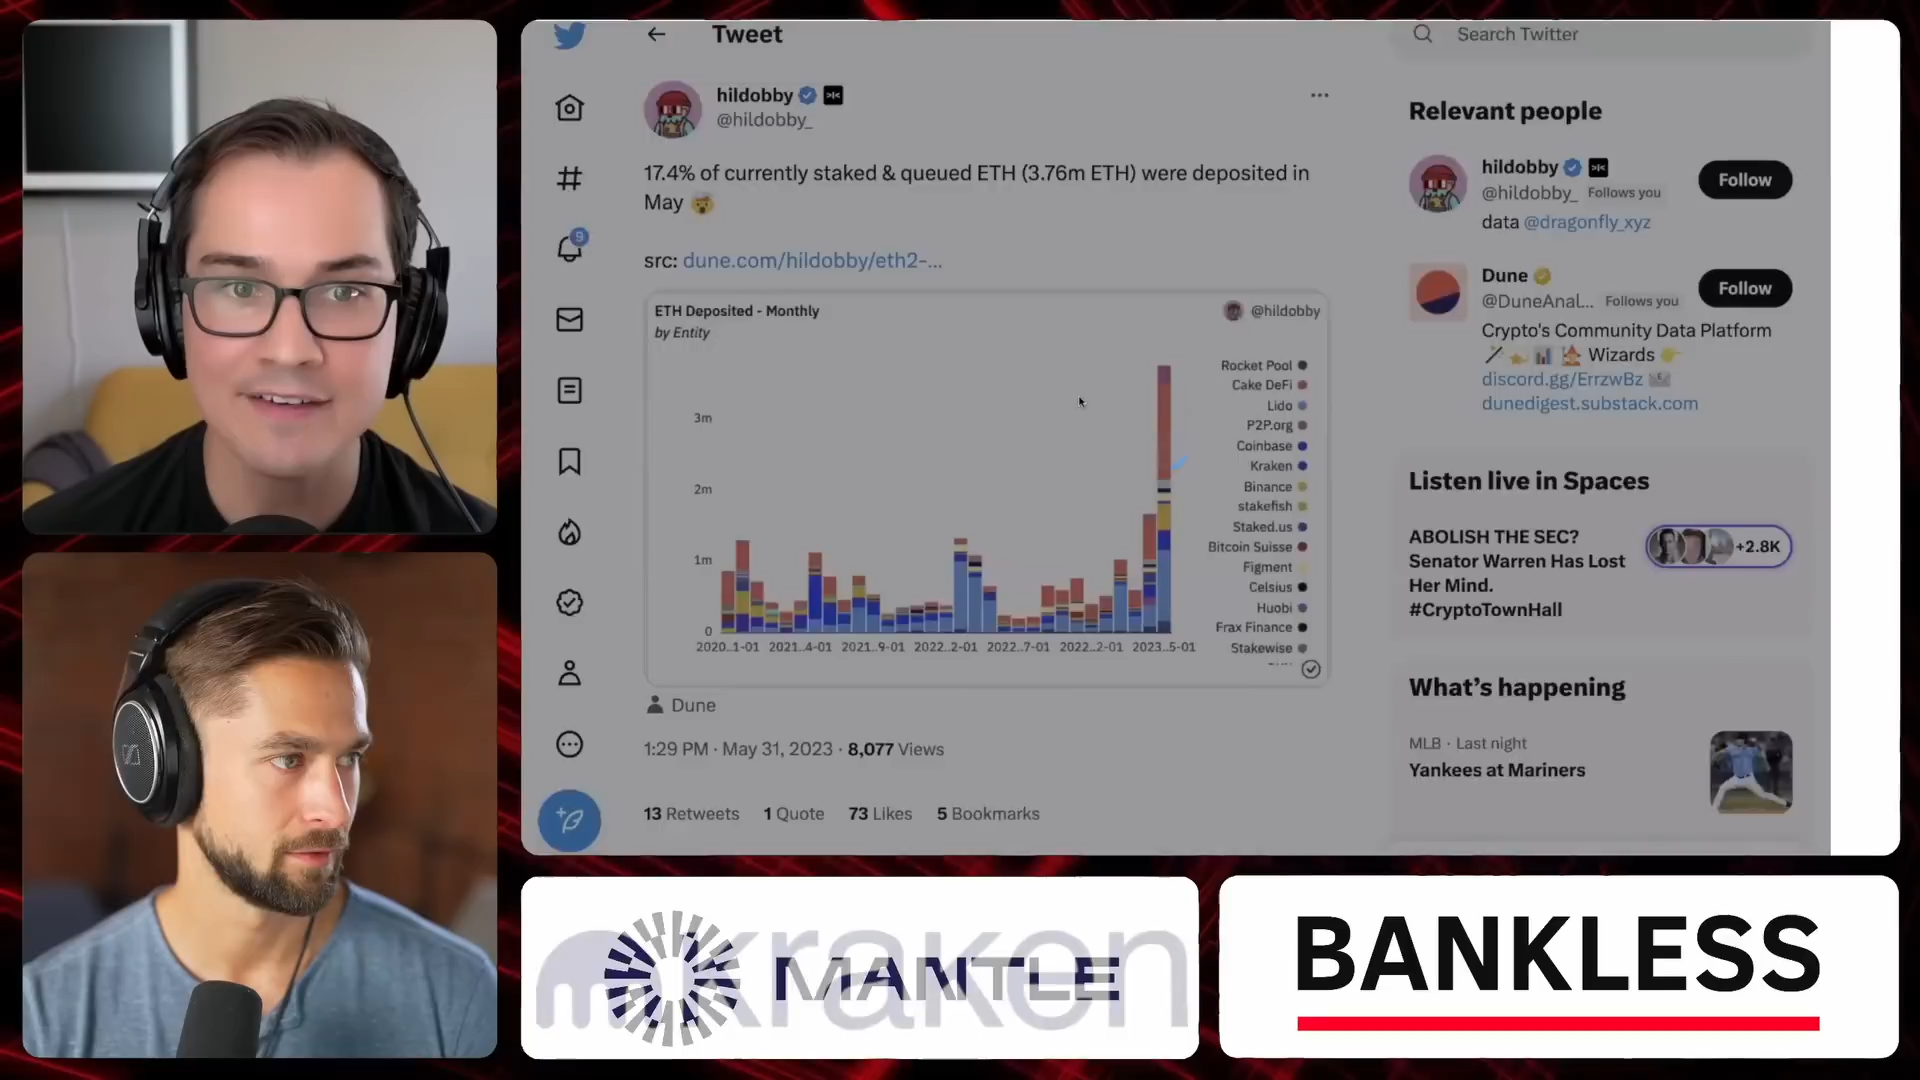 Tweet
Search Twitter
hildobby
@hildobby_
17.4% of currently staked & queued ETH (3.76m ETH) were deposited in
May
src: dune.com/hildobby/eth2-...
ETH Deposited - Monthly
by Entity
@hildobby
Rocket Pool
Cake DeFi
Lido
P2P.org
Coinbase
Kraken
Binance
stakefish
Staked.us
Bitcoin Suisse
Figment
Celsius
Huobi
Frax Finance
Stakewise
3m
2m
1m
0
2020..1-01 2021..4-01 2021..9-01 2022..2-01 2022..7-01 2022..2-01 2023..5-01
Dune
1:29 PM · May 31, 2023 · 8,077 Views
13 Retweets 1 Quote 73 Likes 5 Bookmarks
9
Relevant people
hildobby
@hildobby_ Follows you
data @dragonfly_xyz
Follow
Dune
@DuneAnal... Follows you
Follow
Crypto's Community Data Platform
Wizards
discord.gg/ErrzwBz
dunedigest.substack.com
Listen live in Spaces
ABOLISH THE SEC?
Senator Warren Has Lost
Her Mind.
#CryptoTownHall
+2.8K
What's happening
MLB · Last night
Yankees at Mariners
MANTLE
kraken
BANKLESS